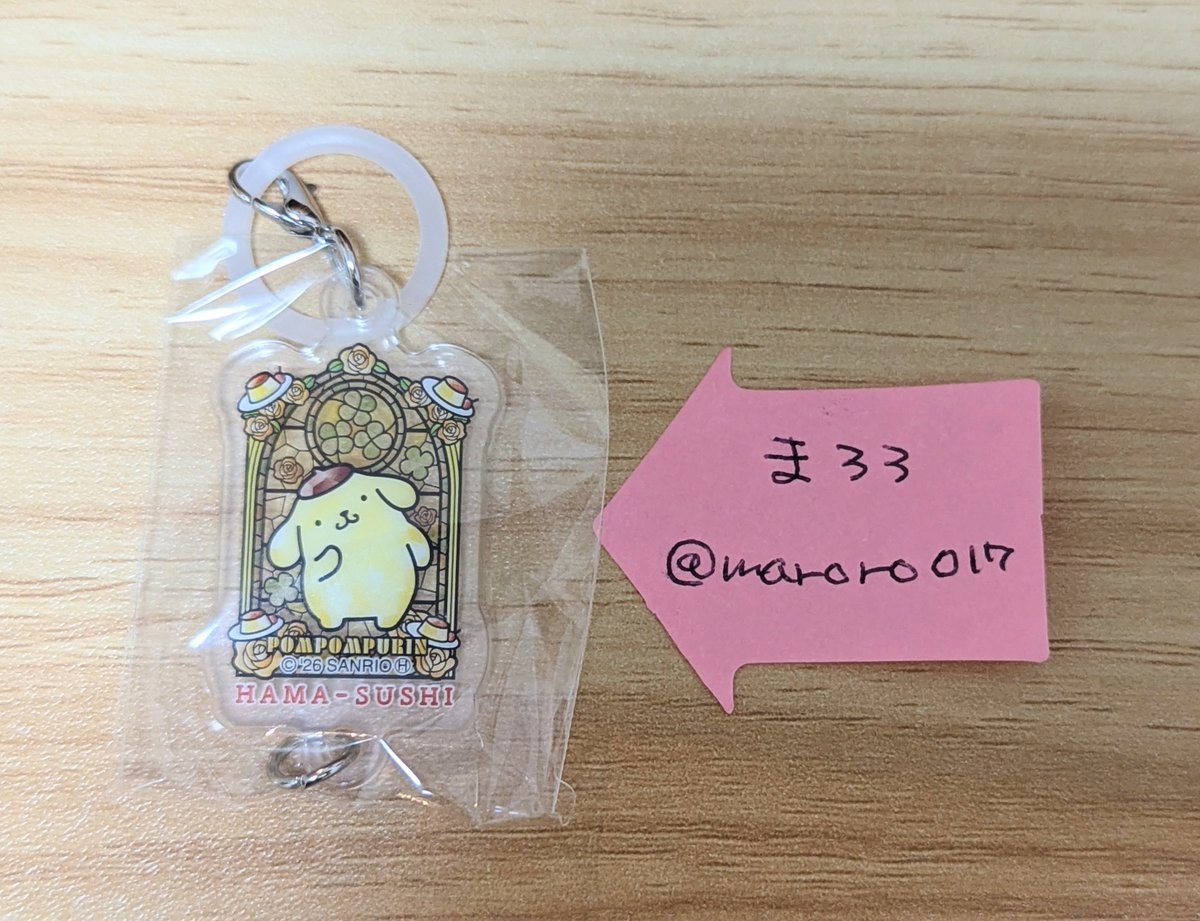 POMPOMPURIN
©'26 SANRIO Ⓗ
HAMA-SUSHI
まろろ
@maroro017